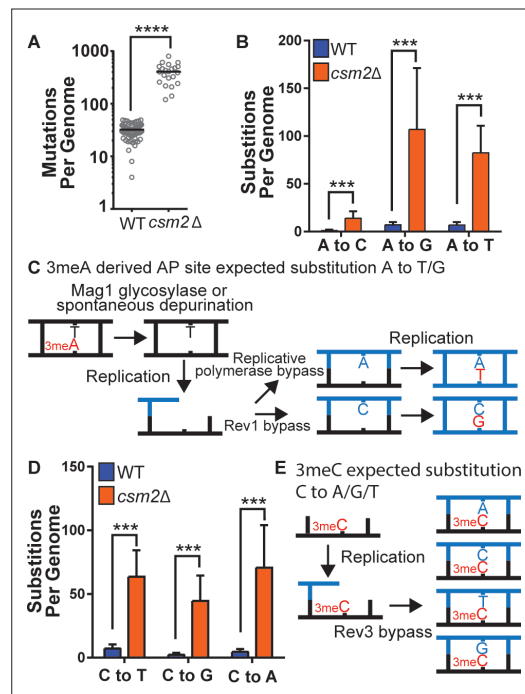 A
****
1000
100
10
1
Mutations
Per Genome
WT csm2Δ
B
WT
csm2Δ
200
150
100
50
0
Substitions
Per Genome
***
***
***
A to C A to G A to T
C 3meA derived AP site expected substitution A to T/G
Mag1 glycosylase or
spontaneous depurination
T
3meA
T
Replication
Replicative
polymerase bypass
Rev1 bypass
A
C
Replication
A
T
C
G
D
WT
csm2Δ
150
100
50
0
Substitions
Per Genome
***
***
***
C to T C to G C to A
E 3meC expected substitution
C to A/G/T
3meC
Replication
3meC
Rev3 bypass
A
3meC
C
3meC
T
3meC
G
3meC